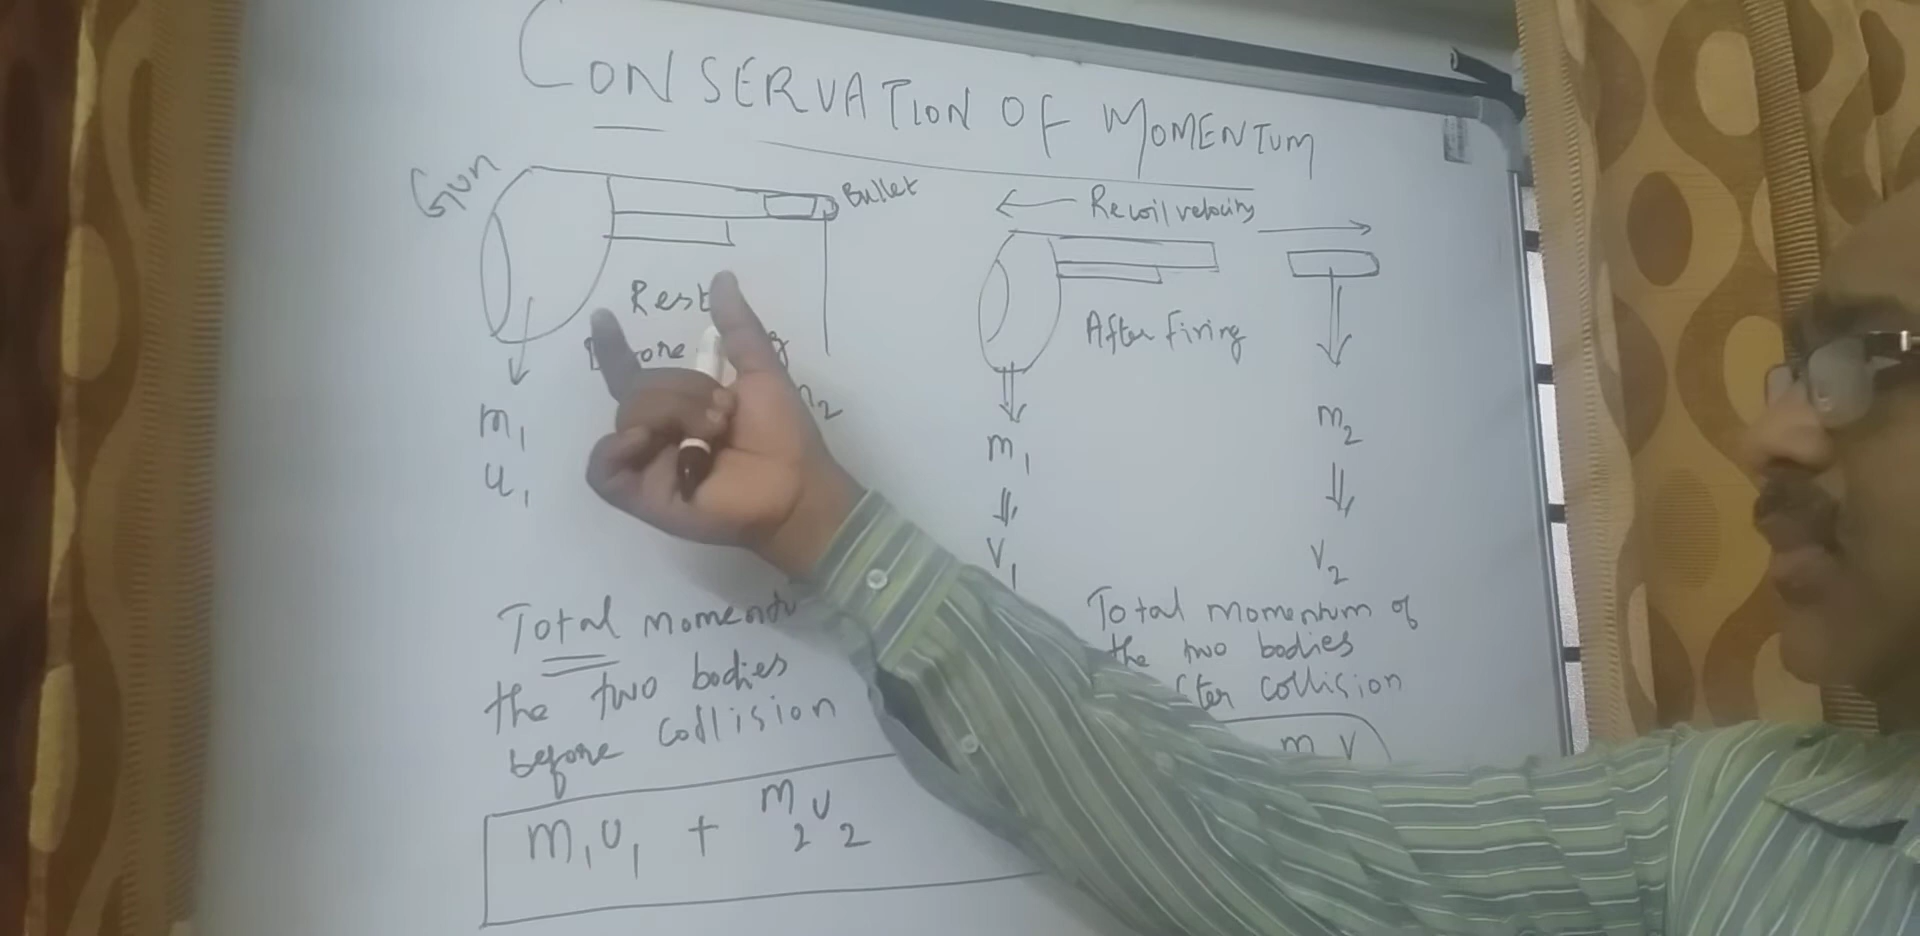 CONSERVATION OF MOMENTUM
Gun
Bullet
Rest
m1
u1
Recoil velocity
After firing
m1
v1
m2
v2
Total
the two bodies
before collision
m1u1 + m2u2
Total momentum of
the two bodies
collision
m v